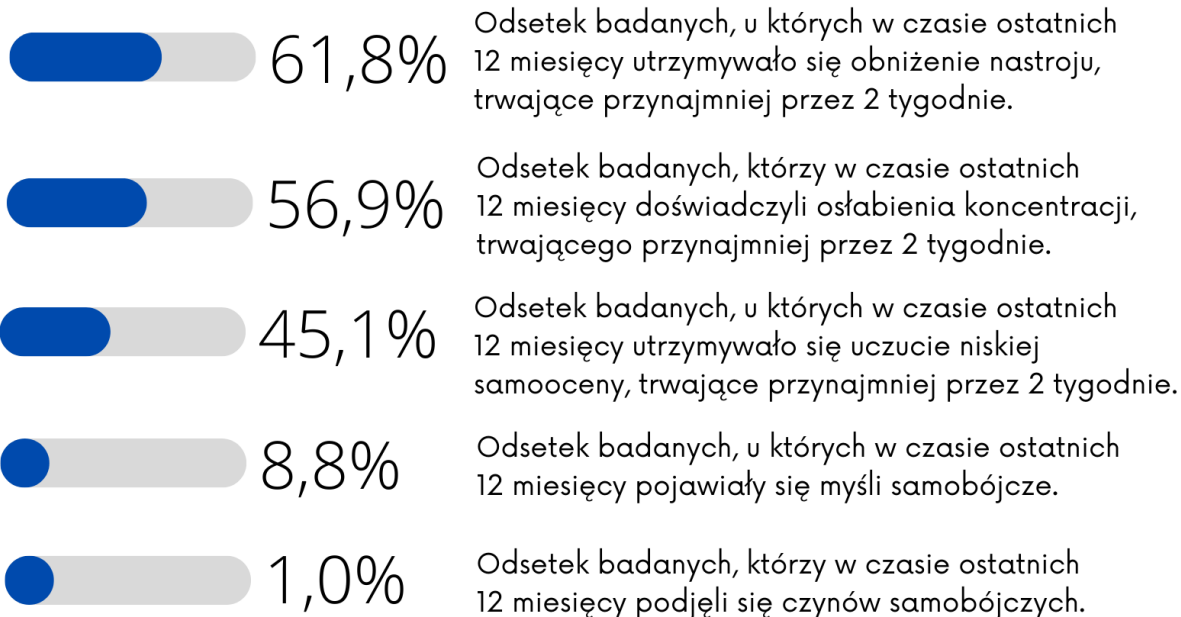 61,8%
Odsetek badanych, u których w czasie ostatnich
12 miesięcy utrzymywało się obniżenie nastroju,
trwające przynajmniej przez 2 tygodnie.
56,9%
Odsetek badanych, którzy w czasie ostatnich
12 miesięcy doświadczyli osłabienia koncentracji,
trwającego przynajmniej przez 2 tygodnie.
45,1%
Odsetek badanych, u których w czasie ostatnich
12 miesięcy utrzymywało się uczucie niskiej
samooceny, trwające przynajmniej przez 2 tygodnie.
8,8%
Odsetek badanych, u których w czasie ostatnich
12 miesięcy pojawiały się myśli samobójcze.
1,0%
Odsetek badanych, którzy w czasie ostatnich
12 miesięcy podjęli się czynów samobójczych.